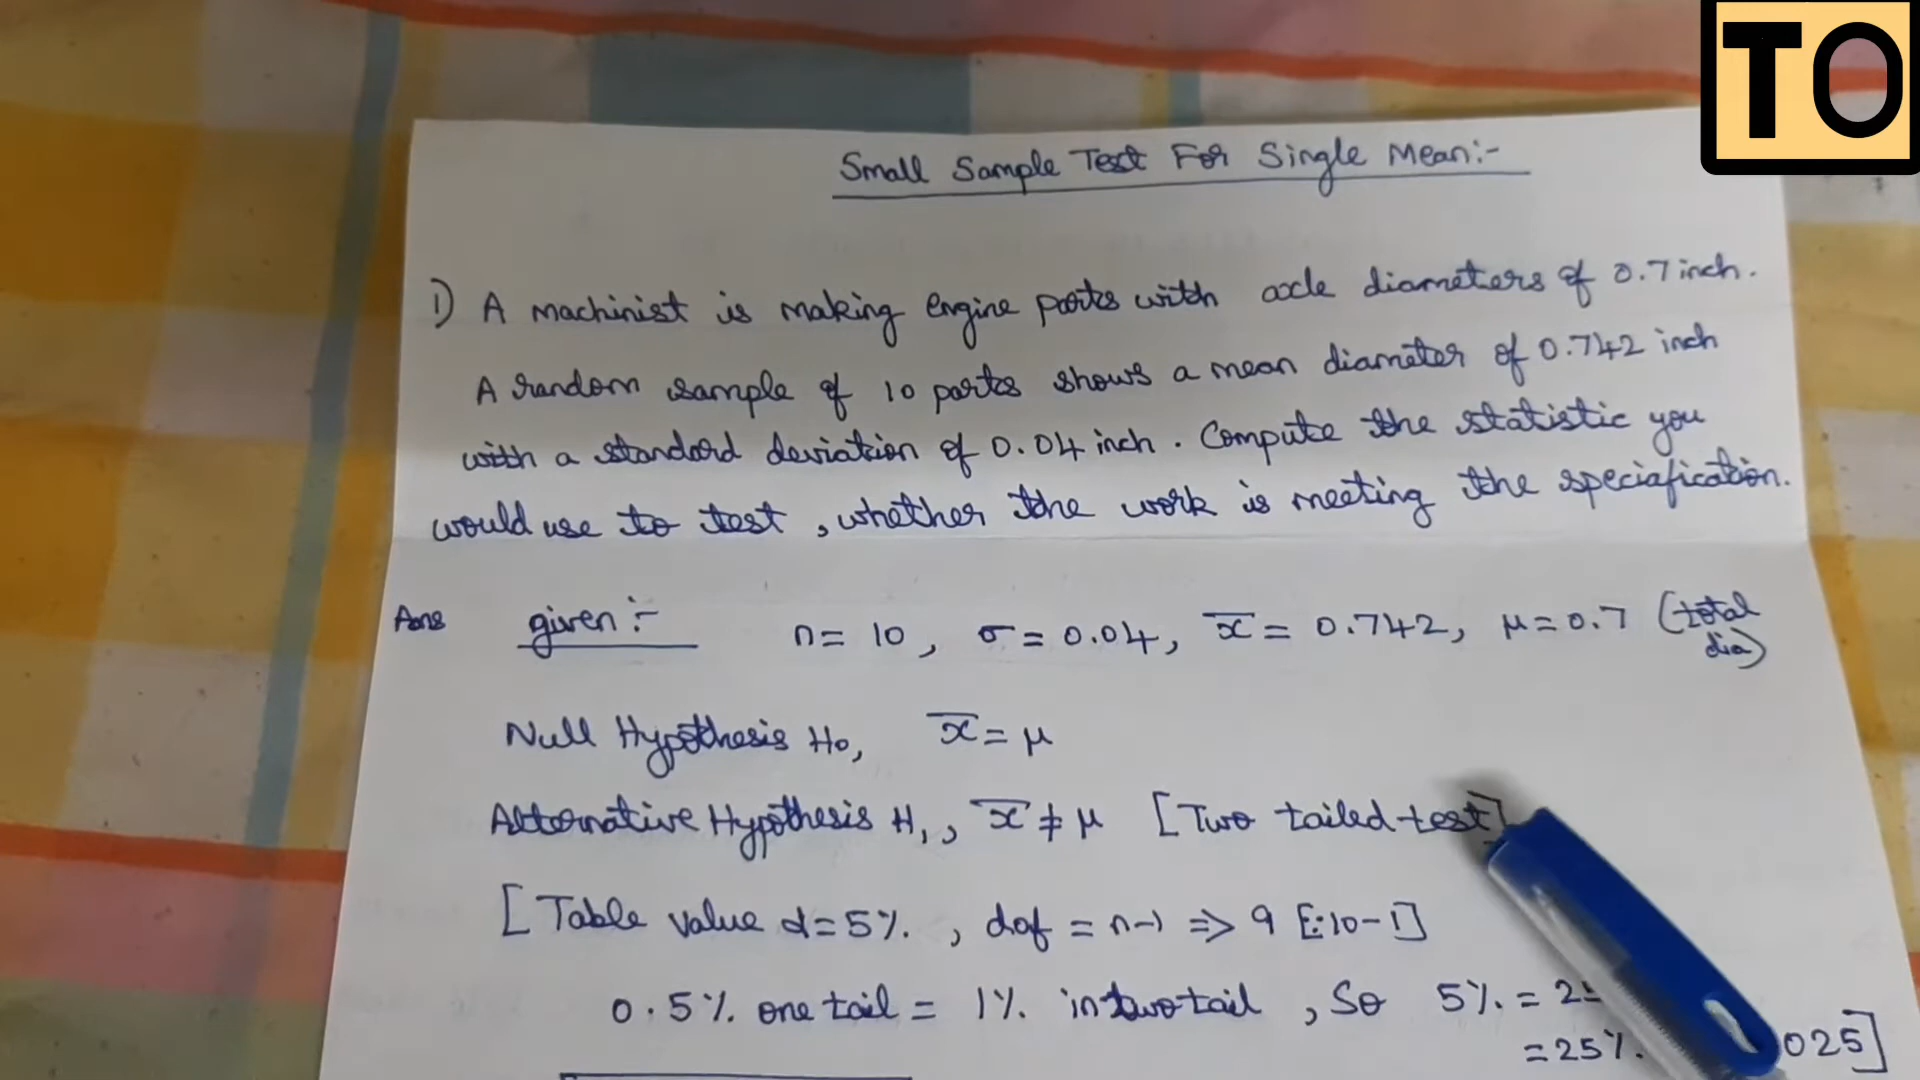 TO
Small Sample Test For Single Mean:-
1) A machinist is making engine parts with axle diameters of 0.7 inch.
A random sample of 10 parts shows a mean diameter of 0.742 inch
with a standard deviation of 0.04 inch. Compute the statistic you
would use to test, whether the work is meeting the speciafication.
Ans given:- n = 10, σ = 0.04, x̅ = 0.742, μ = 0.7 (total dia)
Null Hypothesis H₀, x̅ = μ
Alternative Hypothesis H₁, x̅ ≠ μ [Two tailed test]
[Table value α = 5%, dof = n-1 => 9 [∵10-1]
0.5% one tail = 1% in two tail, So 5% = 2
= 25% 025]